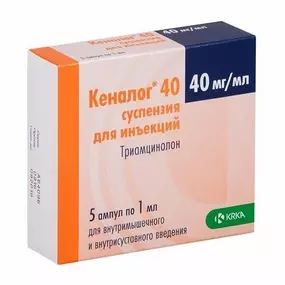 Кеналог® 40
40 мг/мл
суспензия
для инъекций
Триамцинолон
5 ампул по 1 мл
для внутримышечного
и внутрисуставного введения
KRKA